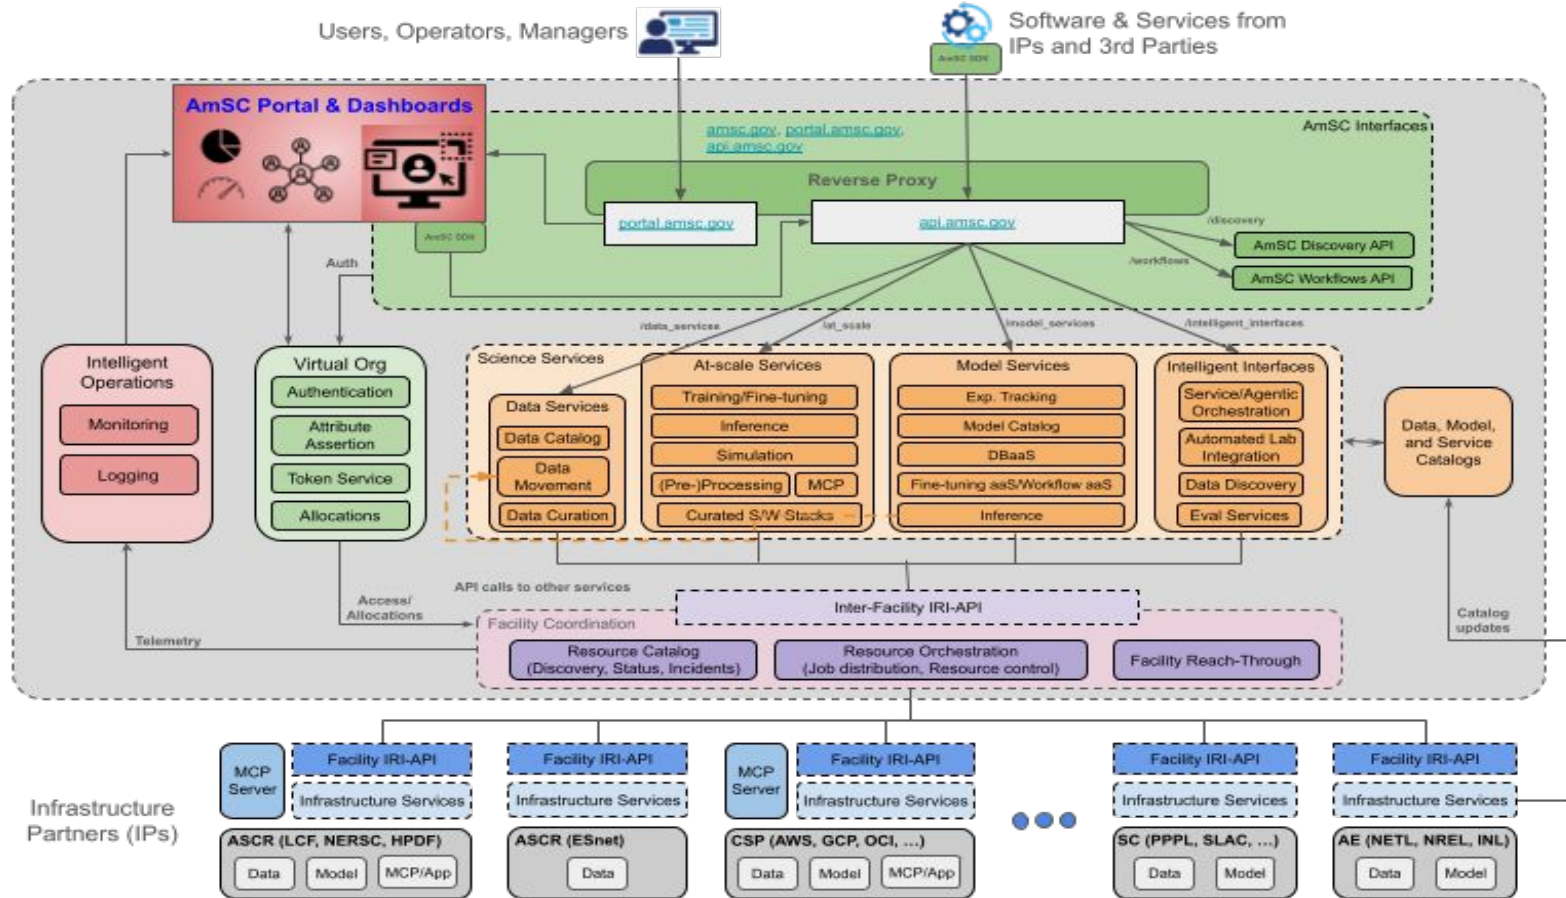 Users, Operators, Managers
Software & Services from
IPs and 3rd Parties
AmSC SDK
AmSC Portal & Dashboards
amsc.gov, portal.amsc.gov,
api.amsc.gov
AmSC Interfaces
Reverse Proxy
portal.amsc.gov
api.amsc.gov
/discovery
AmSC Discovery API
/workflows
AmSC Workflows API
AmSC SDK
Auth
/data_services
/at_scale
/model_services
/intelligent_interfaces
Intelligent
Operations
Monitoring
Logging
Virtual Org
Authentication
Attribute
Assertion
Token Service
Allocations
Science Services
Data Services
Data Catalog
Data
Movement
Data Curation
At-scale Services
Training/Fine-tuning
Inference
Simulation
(Pre-)Processing
MCP
Curated S/W Stacks
Model Services
Exp. Tracking
Model Catalog
DBaaS
Fine-tuning aaS/Workflow aaS
Inference
Intelligent Interfaces
Service/Agentic
Orchestration
Automated Lab
Integration
Data Discovery
Eval Services
Data, Model,
and Service
Catalogs
API calls to other services
Access/
Allocations
Telemetry
Catalog
updates
Inter-Facility IRI-API
Facility Coordination
Resource Catalog
(Discovery, Status, Incidents)
Resource Orchestration
(Job distribution, Resource control)
Facility Reach-Through
Infrastructure
Partners (IPs)
MCP
Server
Facility IRI-API
Infrastructure Services
ASCR (LCF, NERSC, HPDF)
Data
Model
MCP/App
Facility IRI-API
Infrastructure Services
ASCR (ESnet)
Data
MCP
Server
Facility IRI-API
Infrastructure Services
CSP (AWS, GCP, OCI, ...)
Data
Model
MCP/App
Facility IRI-API
Infrastructure Services
SC (PPPL, SLAC, ...)
Data
Model
Facility IRI-API
Infrastructure Services
AE (NETL, NREL, INL)
Data
Model